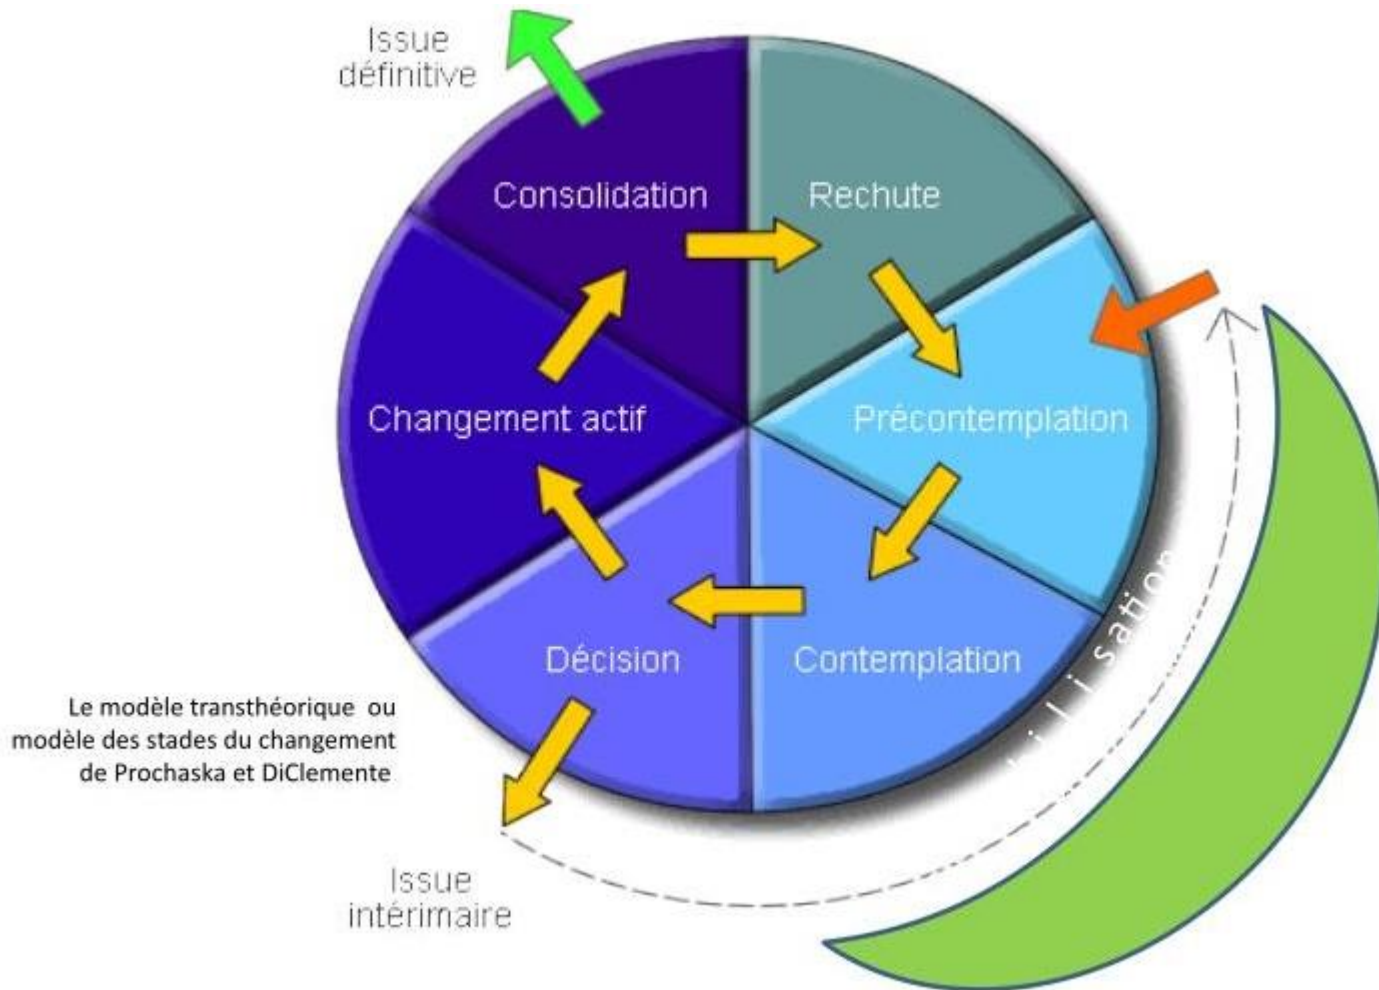 Issue
définitive
Consolidation
Rechute
Changement actif
Précontemplation
Décision
Contemplation
Le modèle transthéorique ou
modèle des stades du changement
de Prochaska et DiClemente
Issue
intérimaire